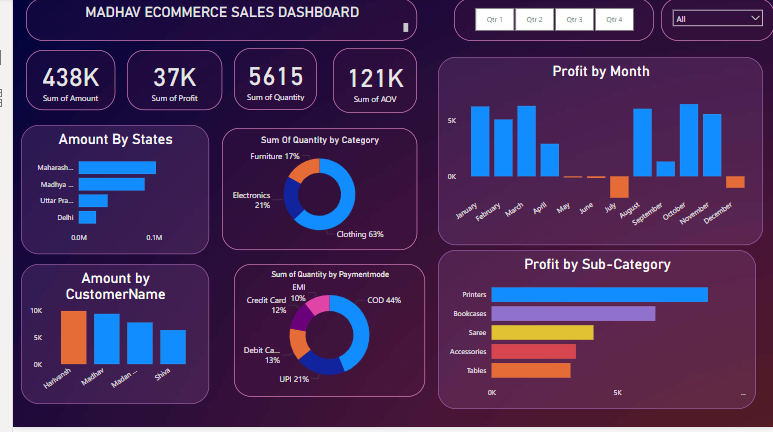 MADHAV ECOMMERCE SALES DASHBOARD
Qtr 1
Qtr 2
Qtr 3
Qtr 4
All
438K
Sum of Amount
37K
Sum of Profit
5615
Sum of Quantity
121K
Sum of AOV
Profit by Month
5K
0K
January
February
March
April
May
June
July
August
September
October
November
December
Amount By States
Maharash...
Madhya ...
Uttar Pra...
Delhi
0.0M
0.1M
Sum Of Quantity by Category
Furniture 17%
Electronics
21%
Clothing 63%
Amount by
CustomerName
10K
5K
0K
Harivansh
Madhav
Madan ...
Shiva
Sum of Quantity by Paymentmode
EMI
10%
Credit Card
12%
COD 44%
Debit Ca...
13%
UPI 21%
Profit by Sub-Category
Printers
Bookcases
Saree
Accessories
Tables
0K
5K
...